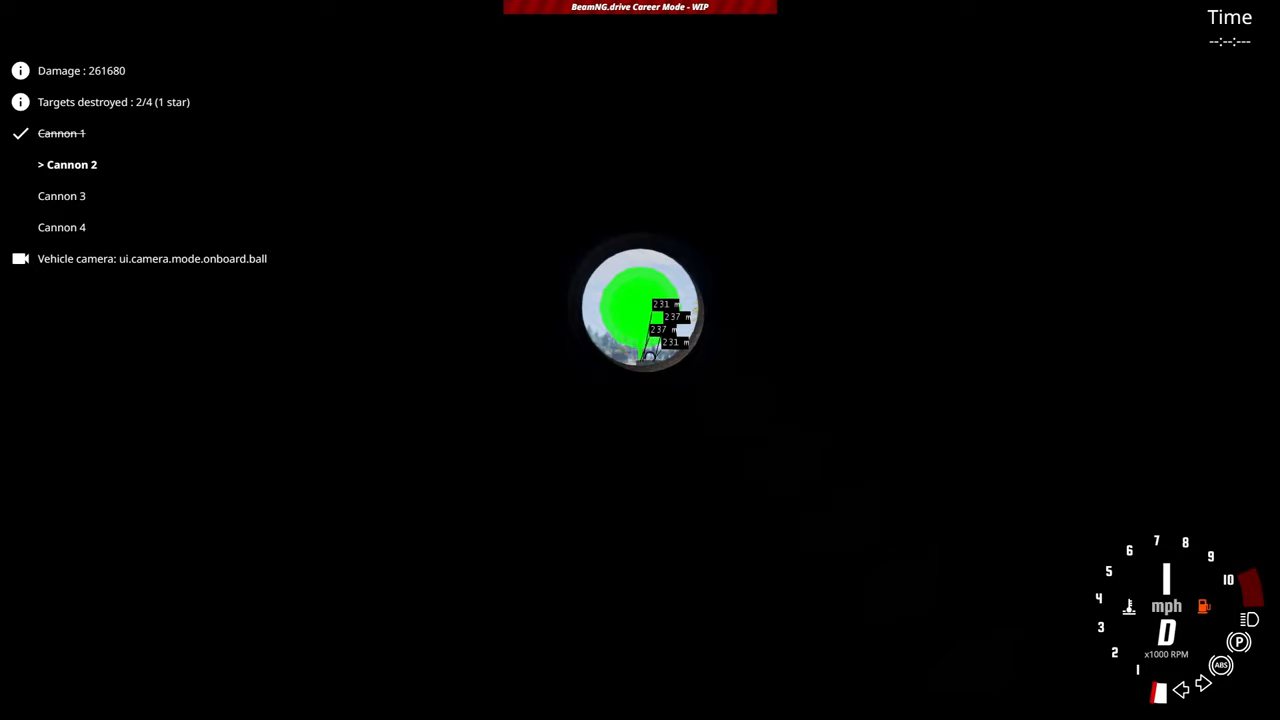 BeamNG.drive Career Mode - WIP
Time
--:--:---
Damage : 261680
Targets destroyed : 2/4 (1 star)
Cannon 1
> Cannon 2
Cannon 3
Cannon 4
Vehicle camera: ui.camera.mode.onboard.ball
231 m
237 m
237 m
231 m
1
2
3
4
5
6
7
8
9
10
mph
D
x1000 RPM
P
ABS